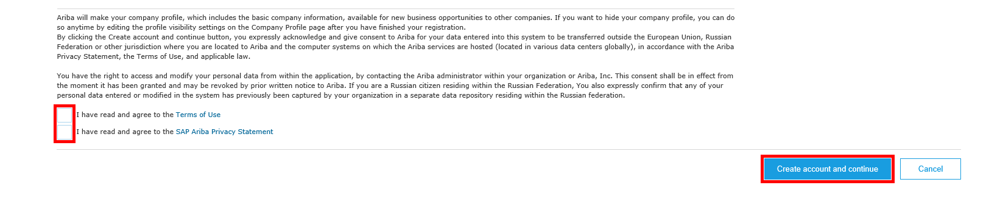 Ariba will make your company profile, which includes the basic company information, available for new business opportunities to other companies. If you want to hide your company profile, you can do
so anytime by editing the profile visibility settings on the Company Profile page after you have finished your registration.
By clicking the Create account and continue button, you expressly acknowledge and give consent to Ariba for your data entered into this system to be transferred outside the European Union, Russian
Federation or other jurisdiction where you are located to Ariba and the computer systems on which the Ariba services are hosted (located in various data centers globally), in accordance with the Ariba
Privacy Statement, the Terms of Use, and applicable law.
You have the right to access and modify your personal data from within the application, by contacting the Ariba administrator within your organization or Ariba, Inc. This consent shall be in effect from
the moment it has been granted and may be revoked by prior written notice to Ariba. If you are a Russian citizen residing within the Russian Federation, You also expressly confirm that any of your
personal data entered or modified in the system has previously been captured by your organization in a separate data repository residing within the Russian federation.
I have read and agree to the Terms of Use
I have read and agree to the SAP Ariba Privacy Statement
Create account and continue
Cancel